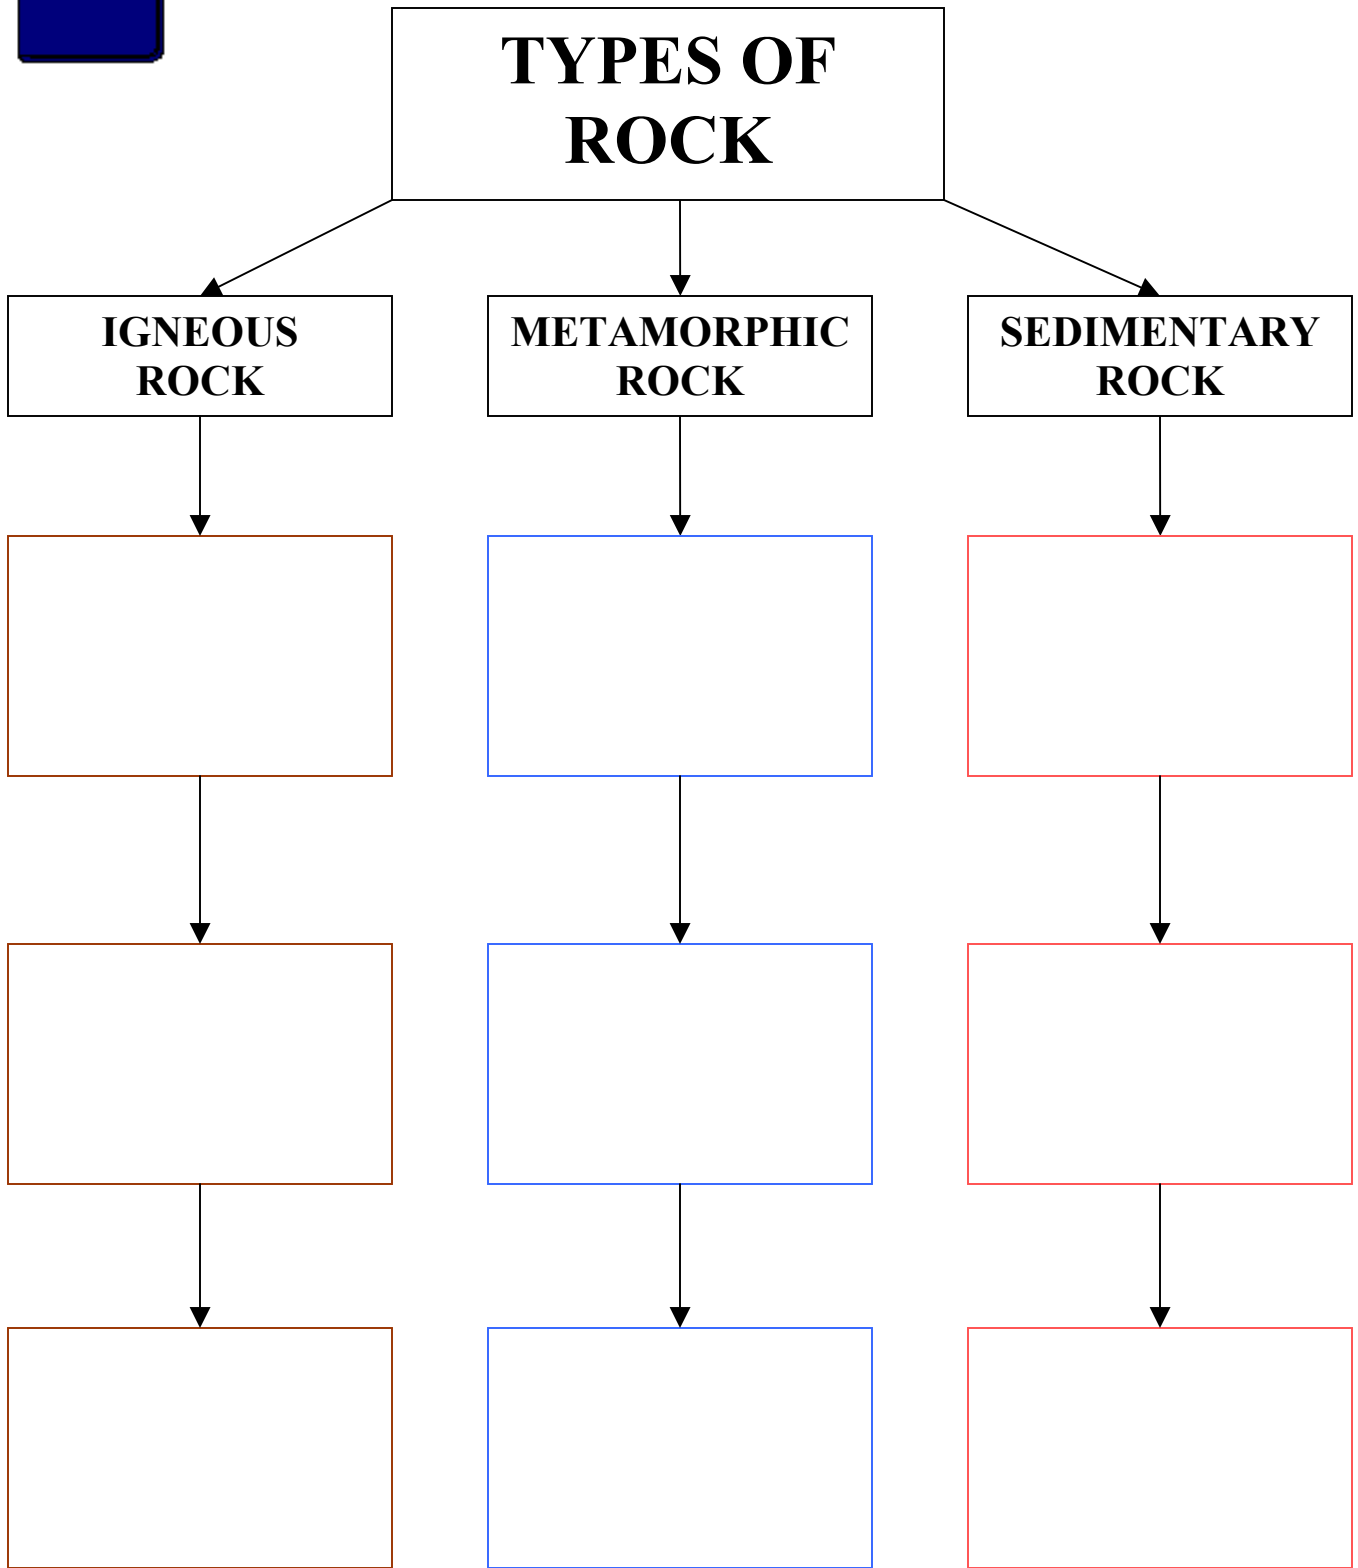 TYPES OF
ROCK
IGNEOUS
ROCK
METAMORPHIC
ROCK
SEDIMENTARY
ROCK